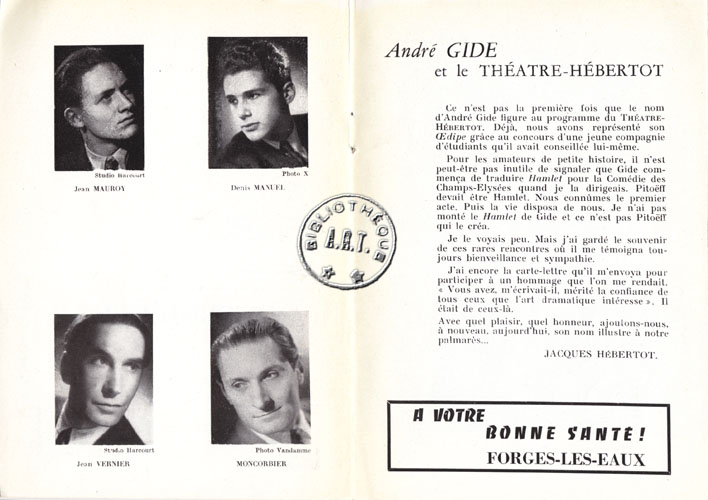 Studio Harcourt
Jean MAUROY
Photo X
Denis MANUEL
Studio Harcourt
Jean VERNIER
Photo Vandamme
MONCORBIER
BIBLIOTHÈQUE
A.R.T.
André GIDE
et le THÉATRE-HÉBERTOT
Ce n'est pas la première fois que le nom
d'André Gide figure au programme du THÉATRE-
HÉBERTOT. Déjà, nous avons représenté son
Œdipe grâce au concours d'une jeune compagnie
d'étudiants qu'il avait conseillée lui-même.
Pour les amateurs de petite histoire, il n'est
peut-être pas inutile de signaler que Gide com-
mença de traduire Hamlet pour la Comédie des
Champs-Elysées quand je la dirigeais. Pitoëff
devait être Hamlet. Nous connûmes le premier
acte. Puis la vie disposa de nous. Je n'ai pas
monté le Hamlet de Gide et ce n'est pas Pitoëff
qui le créa.
Je le voyais peu. Mais j'ai gardé le souvenir
de ces rares rencontres où il me témoigna tou-
jours bienveillance et sympathie.
J'ai encore la carte-lettre qu'il m'envoya pour
participer à un hommage que l'on me rendait.
« Vous avez, m'écrivait-il, mérité la confiance de
tous ceux que l'art dramatique intéresse ». Il
était de ceux-là.
Avec quel plaisir, quel honneur, ajoutons-nous,
à nouveau, aujourd'hui, son nom illustre à notre
palmarès...
JACQUES HÉBERTOT.
A VOTRE
BONNE SANTÉ !
FORGES-LES-EAUX